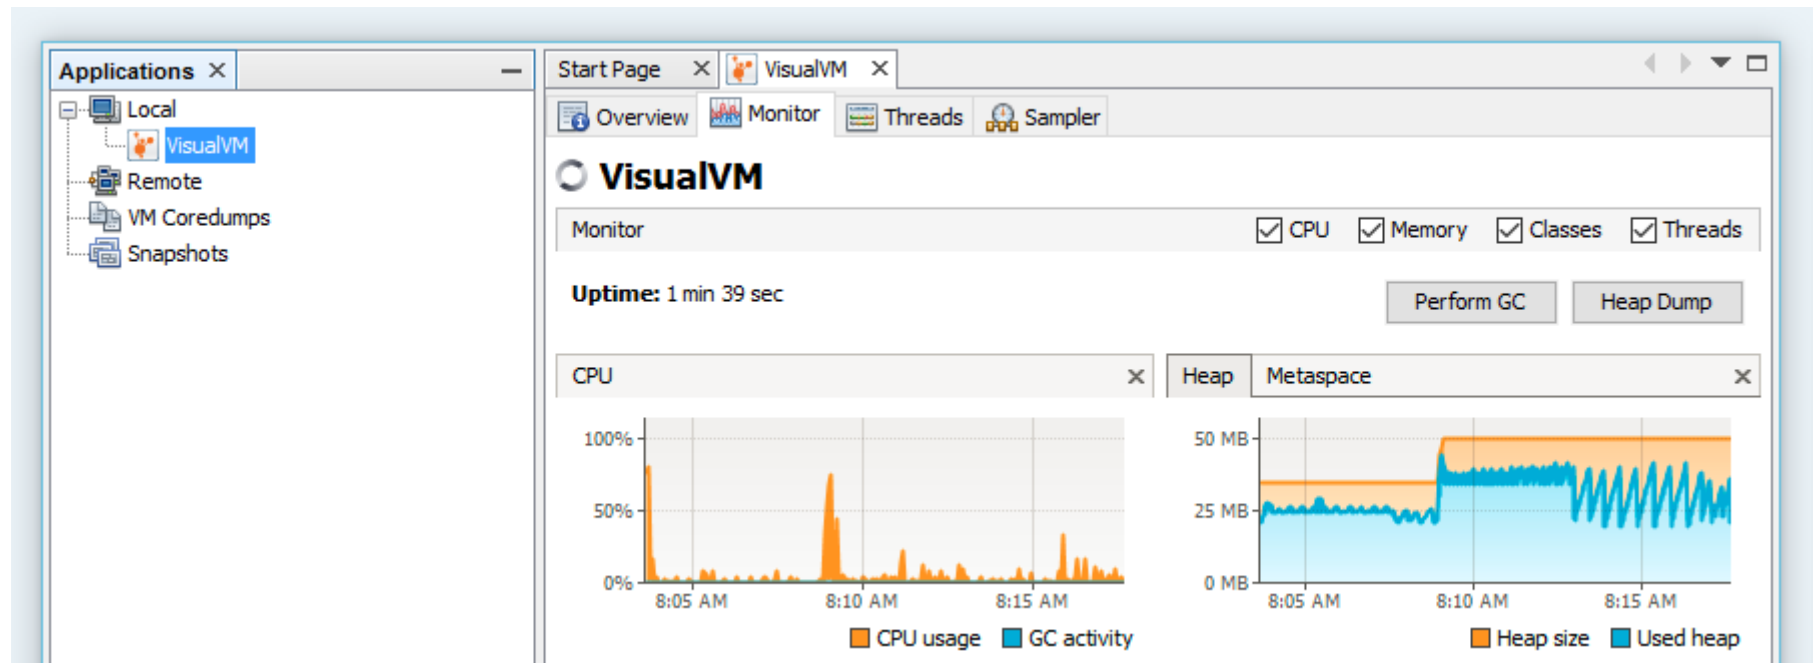 Applications
Local
VisualVM
Remote
VM Coredumps
Snapshots
Start Page VisualVM
Overview Monitor Threads Sampler
VisualVM
Monitor CPU Memory Classes Threads
Uptime: 1 min 39 sec
Perform GC Heap Dump
CPU
100%
50%
0%
8:05 AM 8:10 AM 8:15 AM
CPU usage GC activity
Heap Metaspace
50 MB
25 MB
0 MB
8:05 AM 8:10 AM 8:15 AM
Heap size Used heap